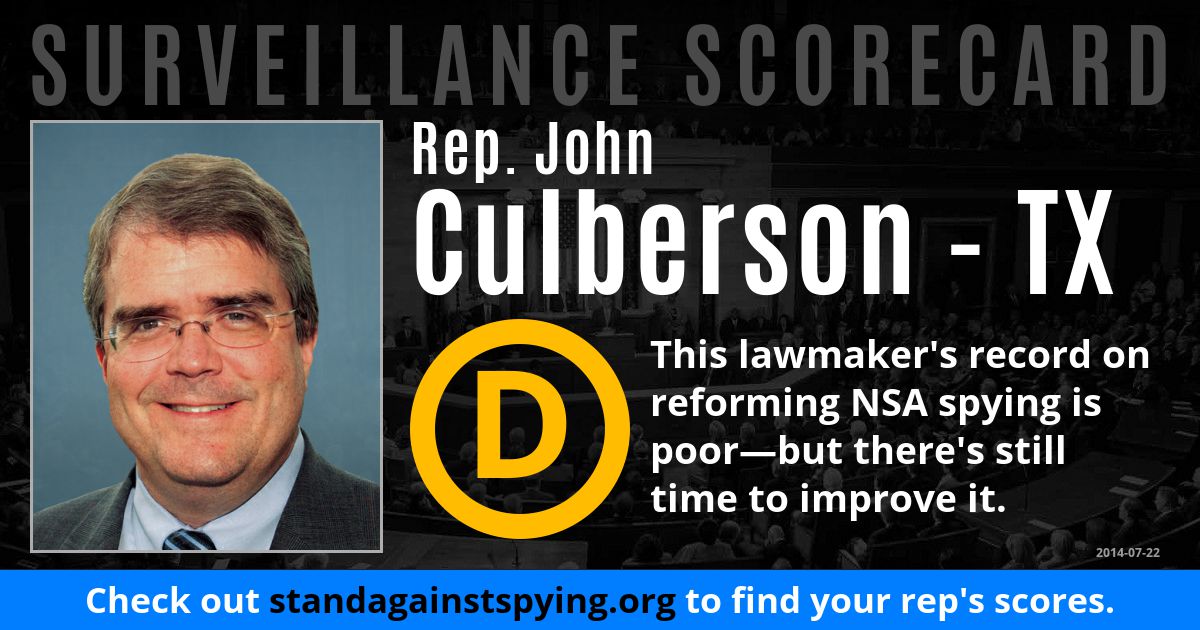 SURVEILLANCE SCORECARD
Rep. John
Culberson - TX
D
This lawmaker's record on
reforming NSA spying is
poor—but there's still
time to improve it.
2014-07-22
Check out standagainstspying.org to find your rep's scores.